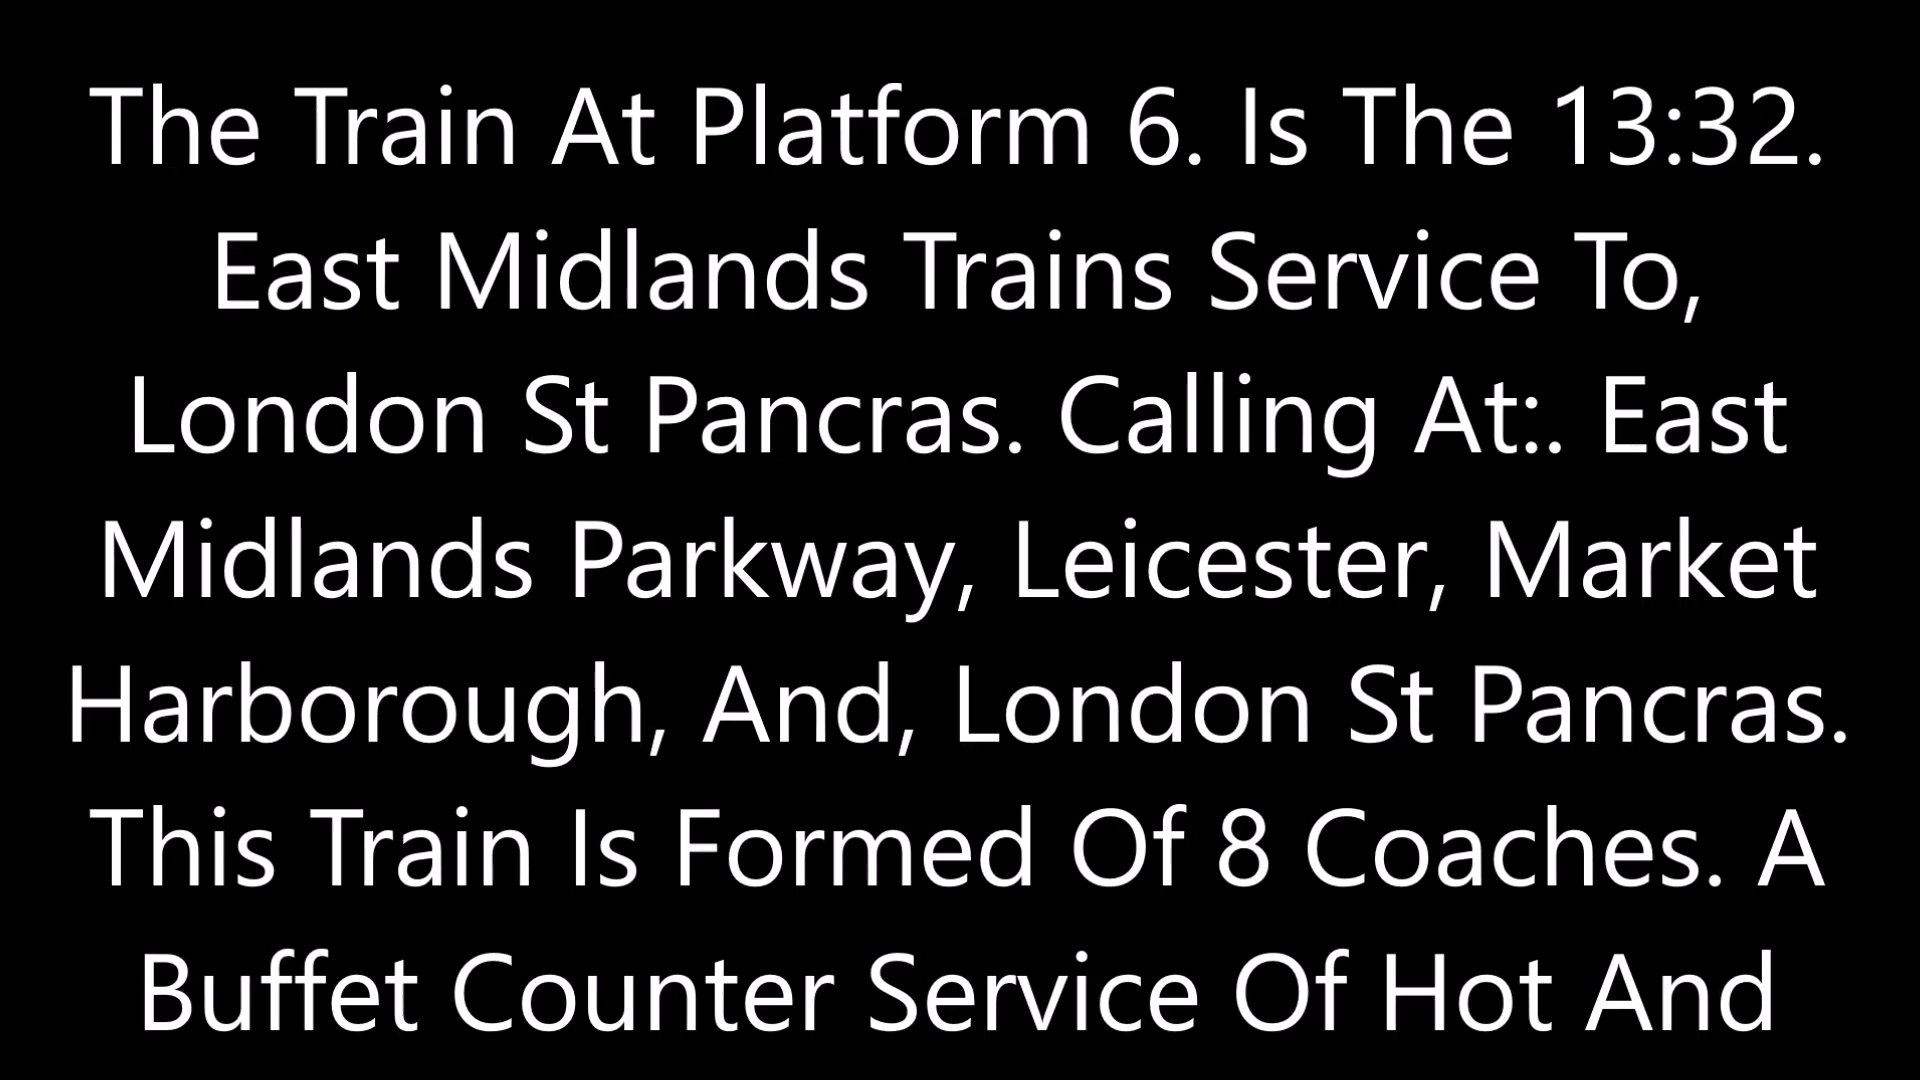 The Train At Platform 6. Is The 13:32.
East Midlands Trains Service To,
London St Pancras. Calling At:. East
Midlands Parkway, Leicester, Market
Harborough, And, London St Pancras.
This Train Is Formed Of 8 Coaches. A
Buffet Counter Service Of Hot And